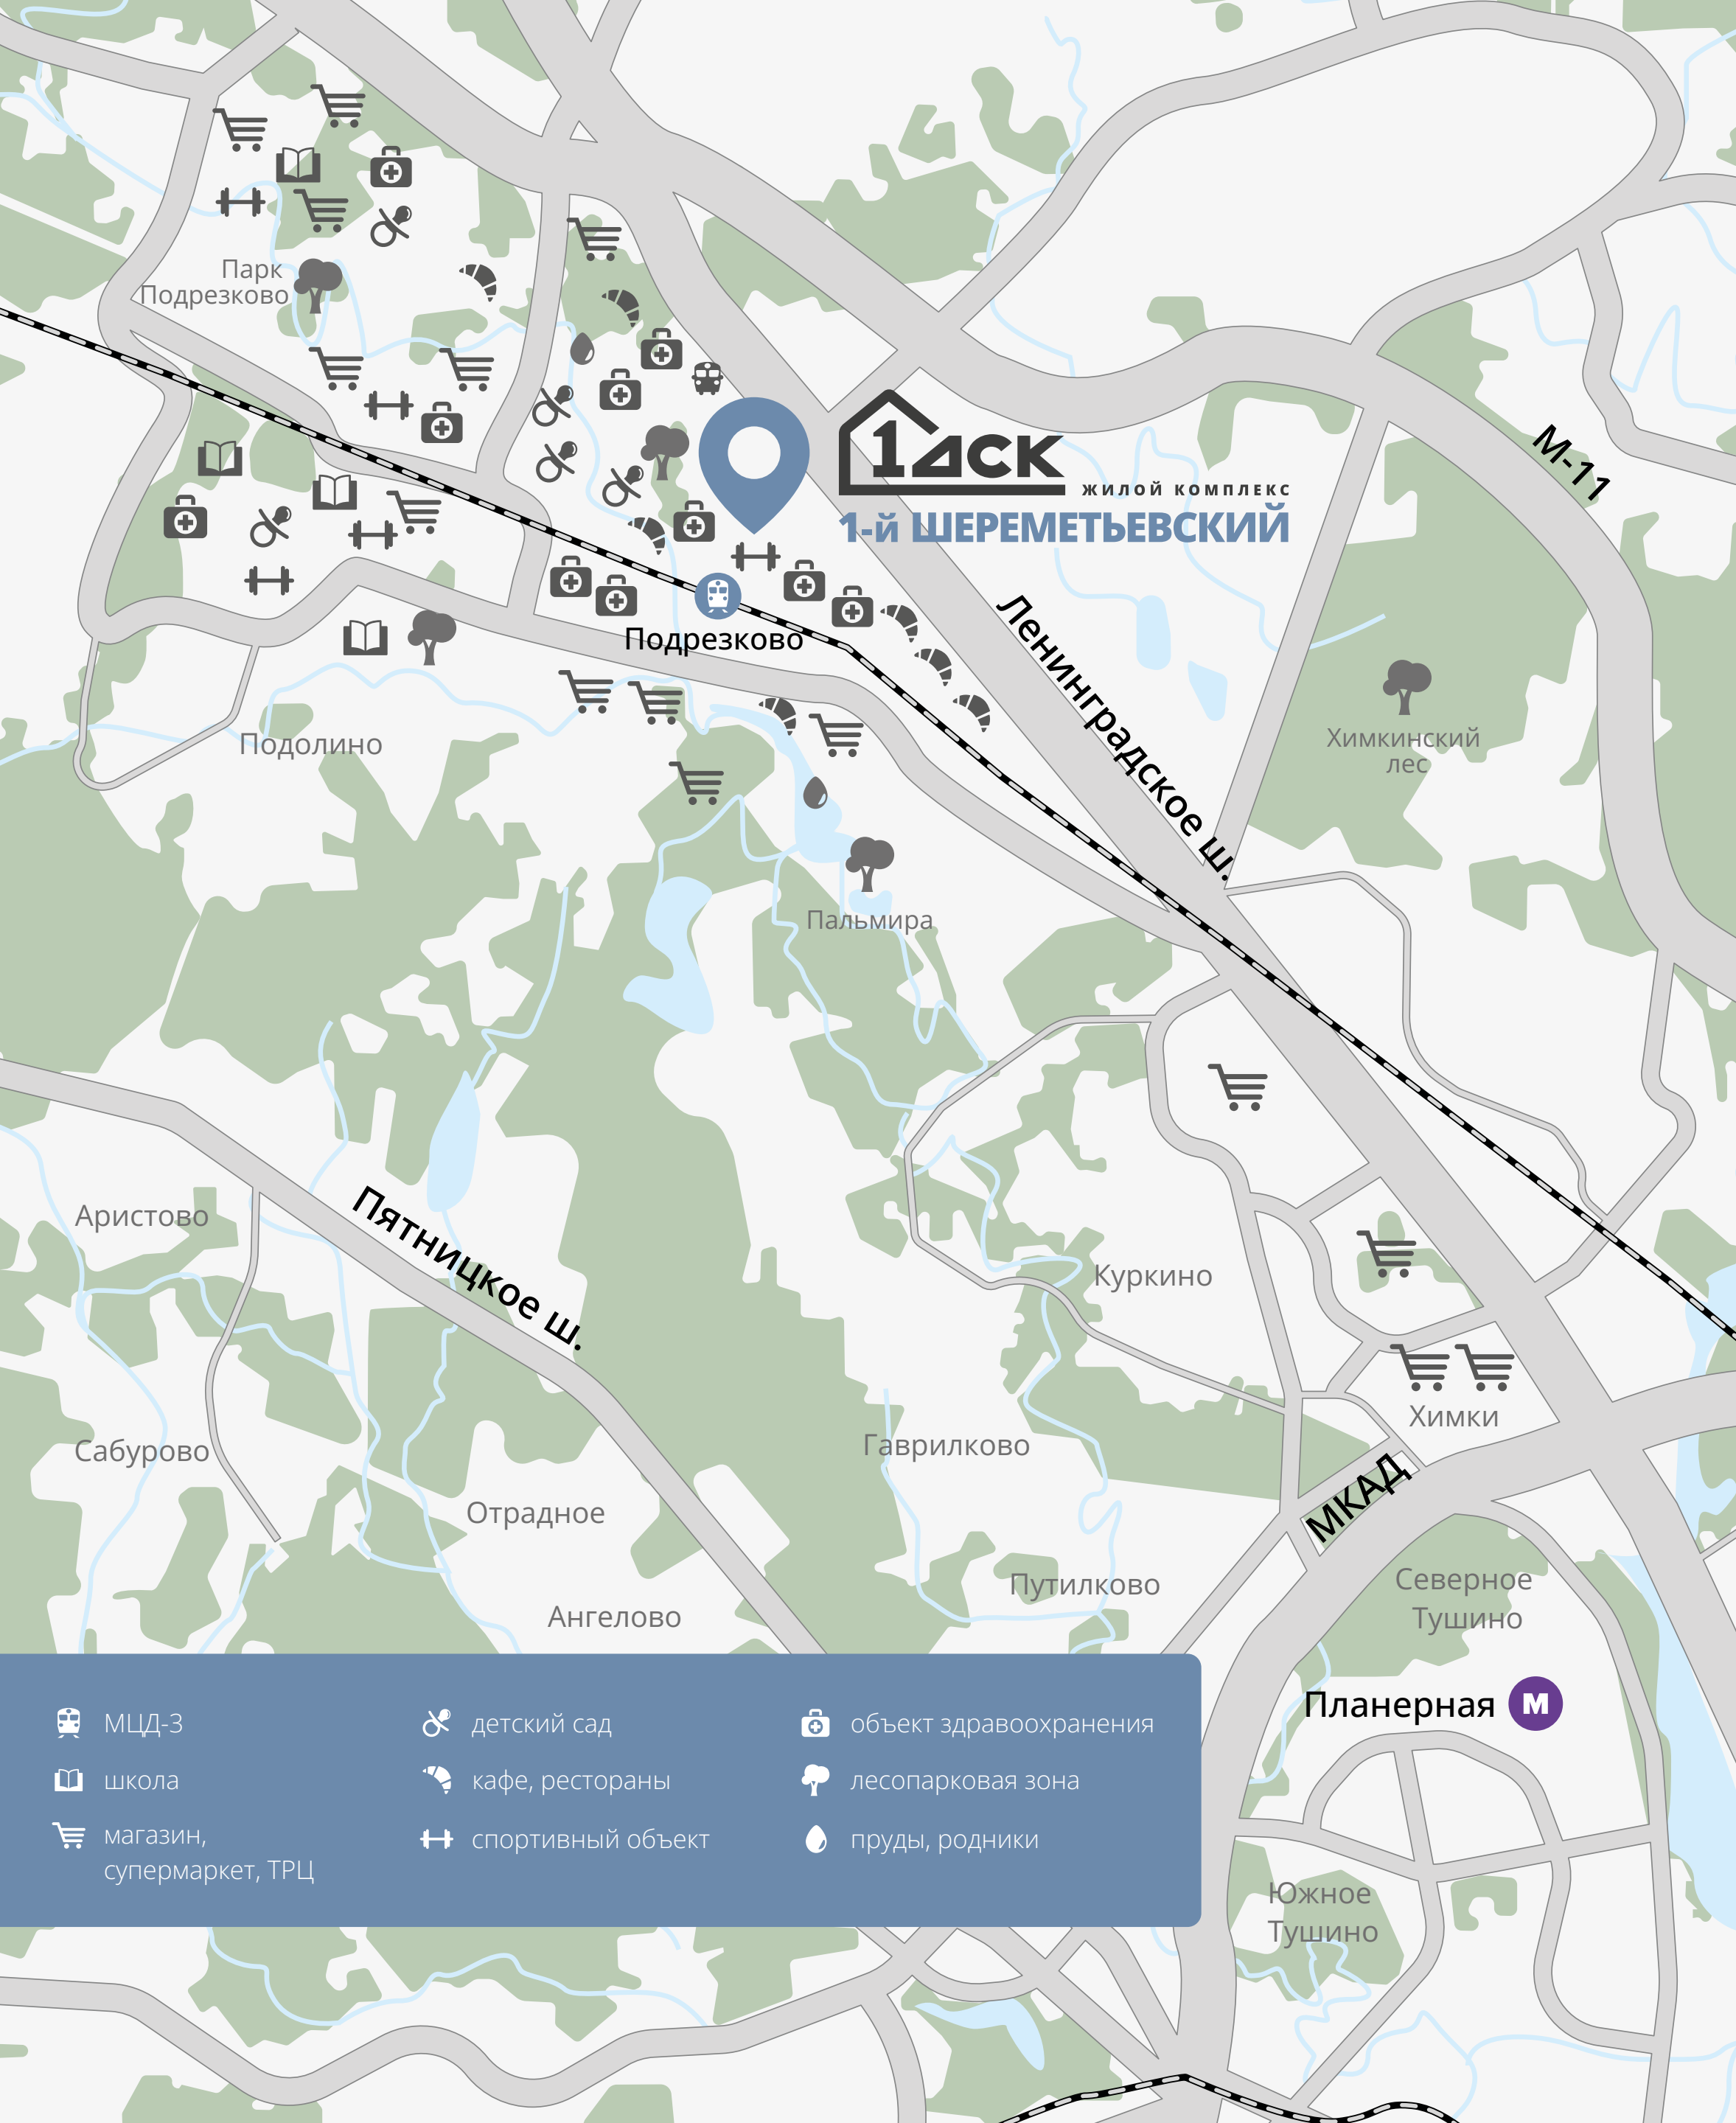 Парк
Подрезково
1ДСК
ЖИЛОЙ КОМПЛЕКС
1-й ШЕРЕМЕТЬЕВСКИЙ
М-11
Подрезково
Ленинградское ш.
Химкинский
лес
Подолино
Пальмира
Аристово
Пятницкое ш.
Куркино
Химки
Сабурово
Гаврилково
МКАД
Отрадное
Путилково
Северное
Тушино
Ангелово
Планерная М
МЦД-3
школа
магазин,
супермаркет, ТРЦ
детский сад
кафе, рестораны
спортивный объект
объект здравоохранения
лесопарковая зона
пруды, родники
Южное
Тушино